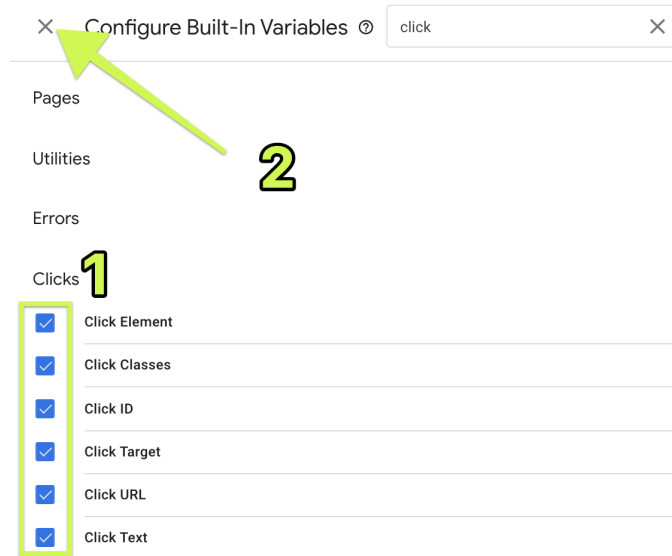 Configure Built-In Variables
click
Pages
Utilities
2
Errors
Clicks 1
Click Element
Click Classes
Click ID
Click Target
Click URL
Click Text